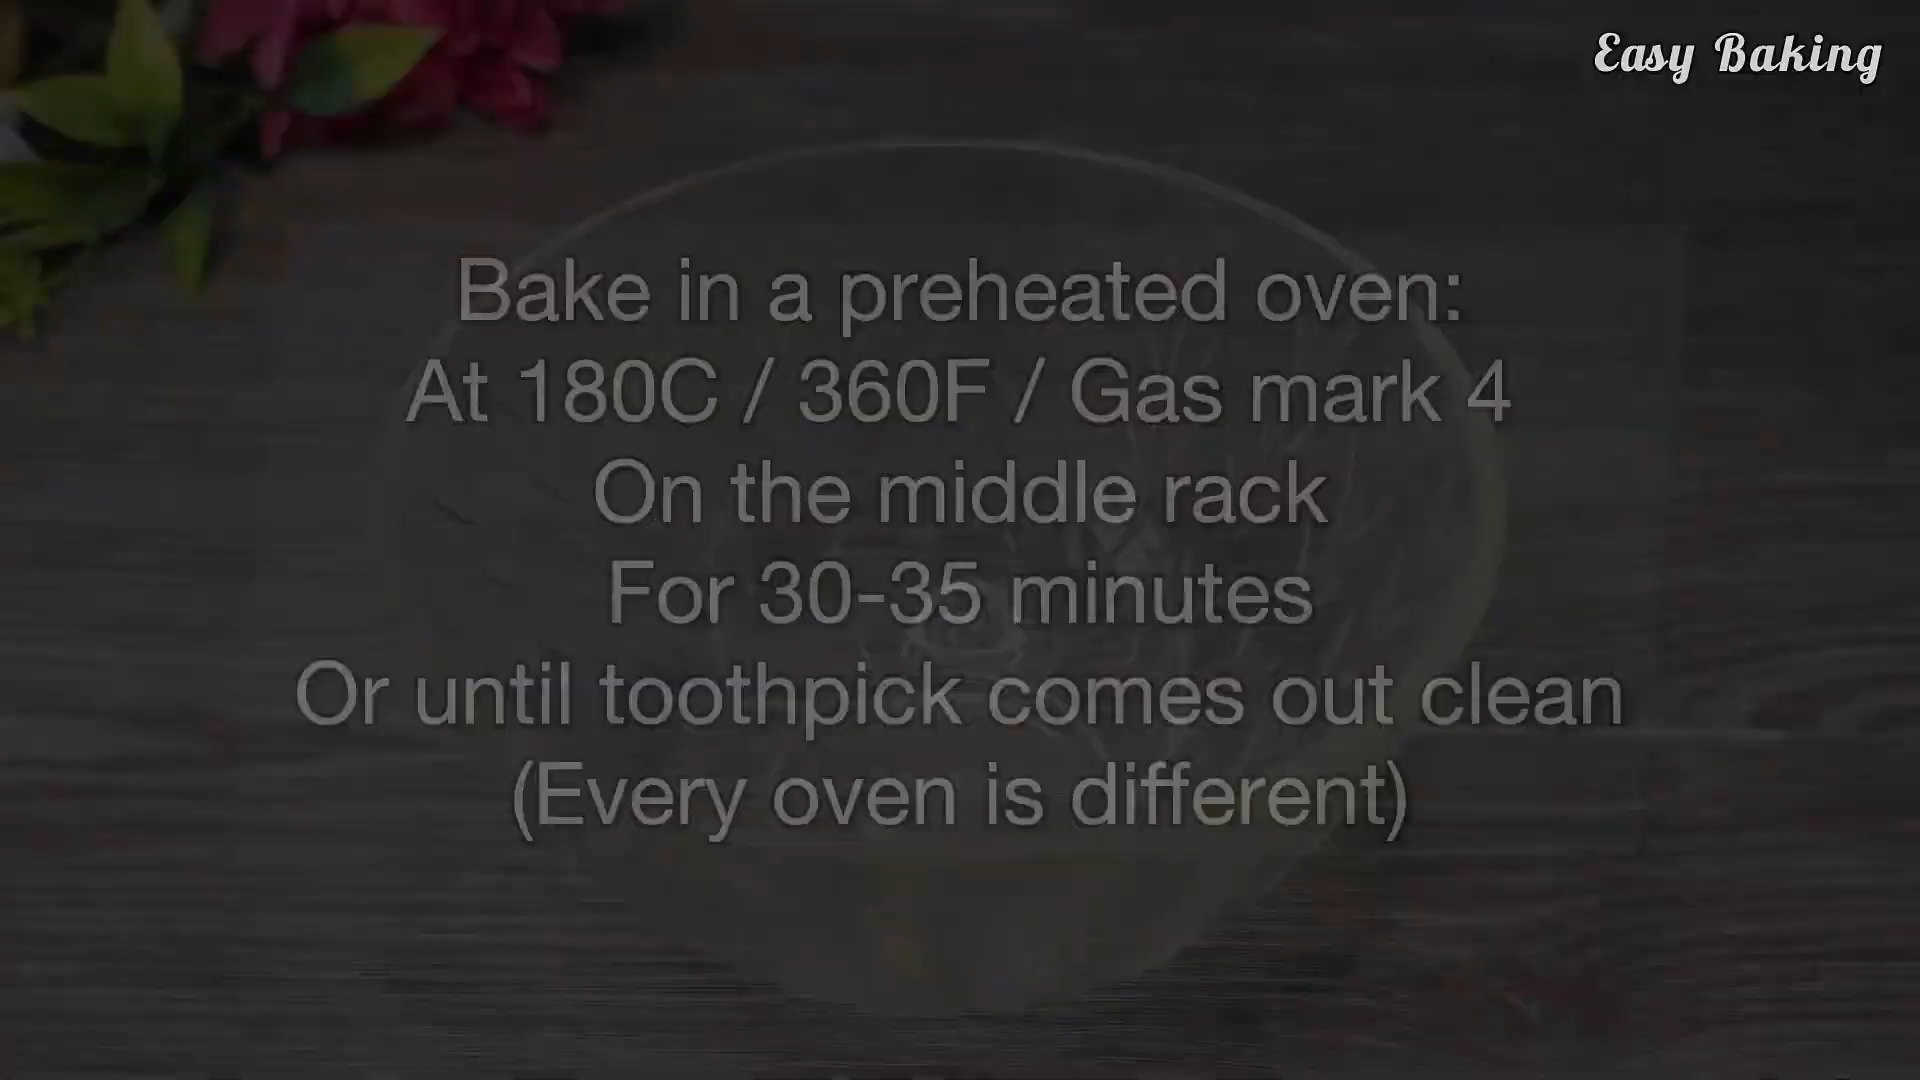 Easy Baking
Bake in a preheated oven:
At 180C / 360F / Gas mark 4
On the middle rack
For 30-35 minutes
Or until toothpick comes out clean
(Every oven is different)